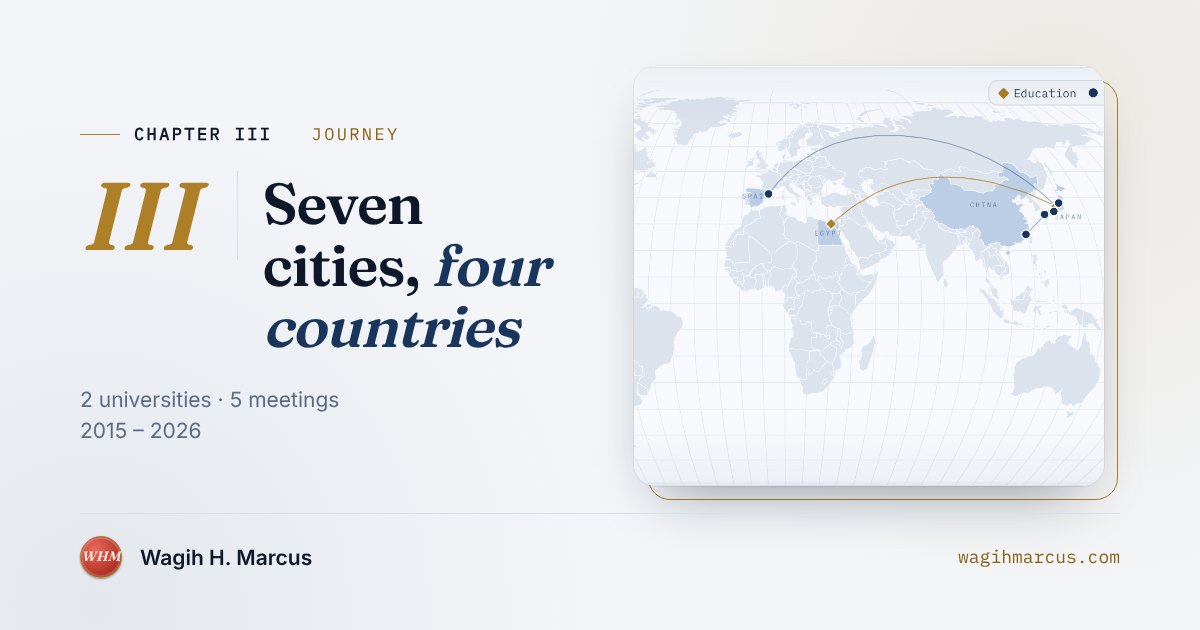 CHAPTER III JOURNEY
III
Seven
cities, four
countries
2 universities · 5 meetings
2015 – 2026
Education
SPAIN
EGYPT
CHINA
JAPAN
WHM
Wagih H. Marcus
wagihmarcus.com